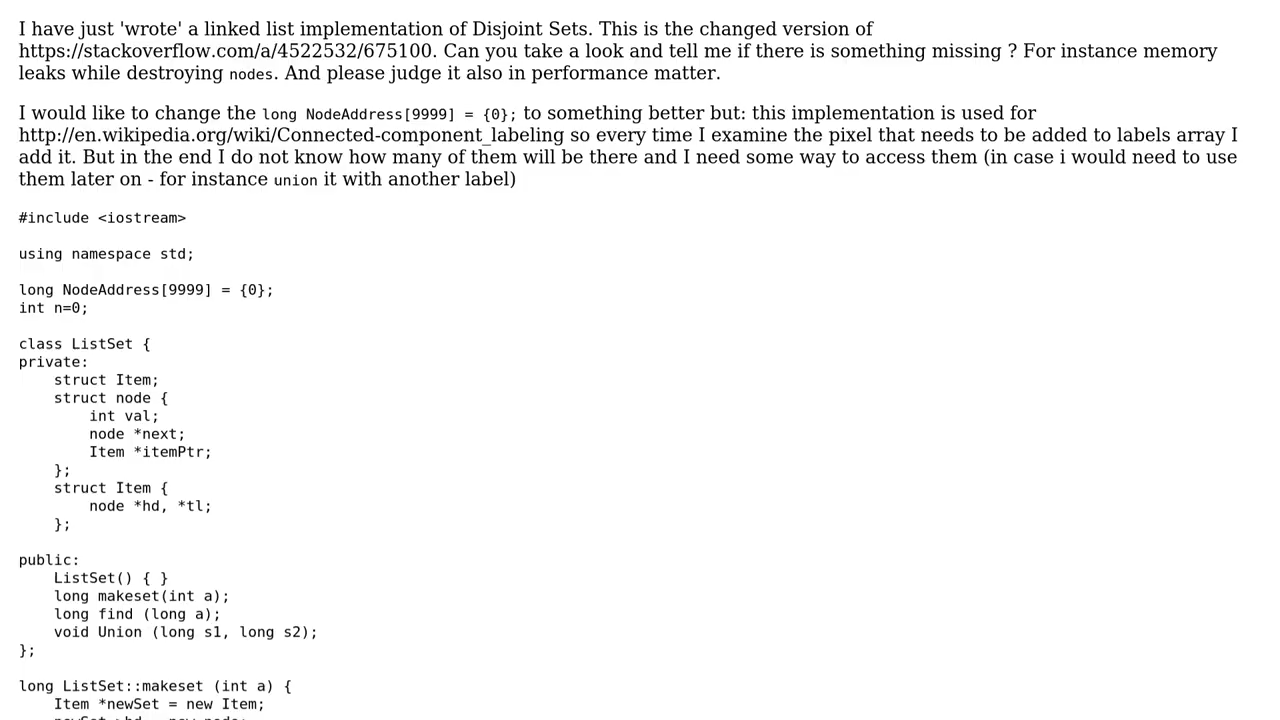 I have just 'wrote' a linked list implementation of Disjoint Sets. This is the changed version of
https://stackoverflow.com/a/4522532/675100. Can you take a look and tell me if there is something missing ? For instance memory
leaks while destroying nodes. And please judge it also in performance matter.
I would like to change the long NodeAddress[9999] = {0}; to something better but: this implementation is used for
http://en.wikipedia.org/wiki/Connected-component_labeling so every time I examine the pixel that needs to be added to labels array I
add it. But in the end I do not know how many of them will be there and I need some way to access them (in case i would need to use
them later on - for instance union it with another label)
#include <iostream>
using namespace std;
long NodeAddress[9999] = {0};
int n=0;
class ListSet {
private:
    struct Item;
    struct node {
        int val;
        node *next;
        Item *itemPtr;
    };
    struct Item {
        node *hd, *tl;
    };
public:
    ListSet() { }
    long makeset(int a);
    long find (long a);
    void Union (long s1, long s2);
};
long ListSet::makeset (int a) {
    Item *newSet = new Item;
    newSet->hd = new node;